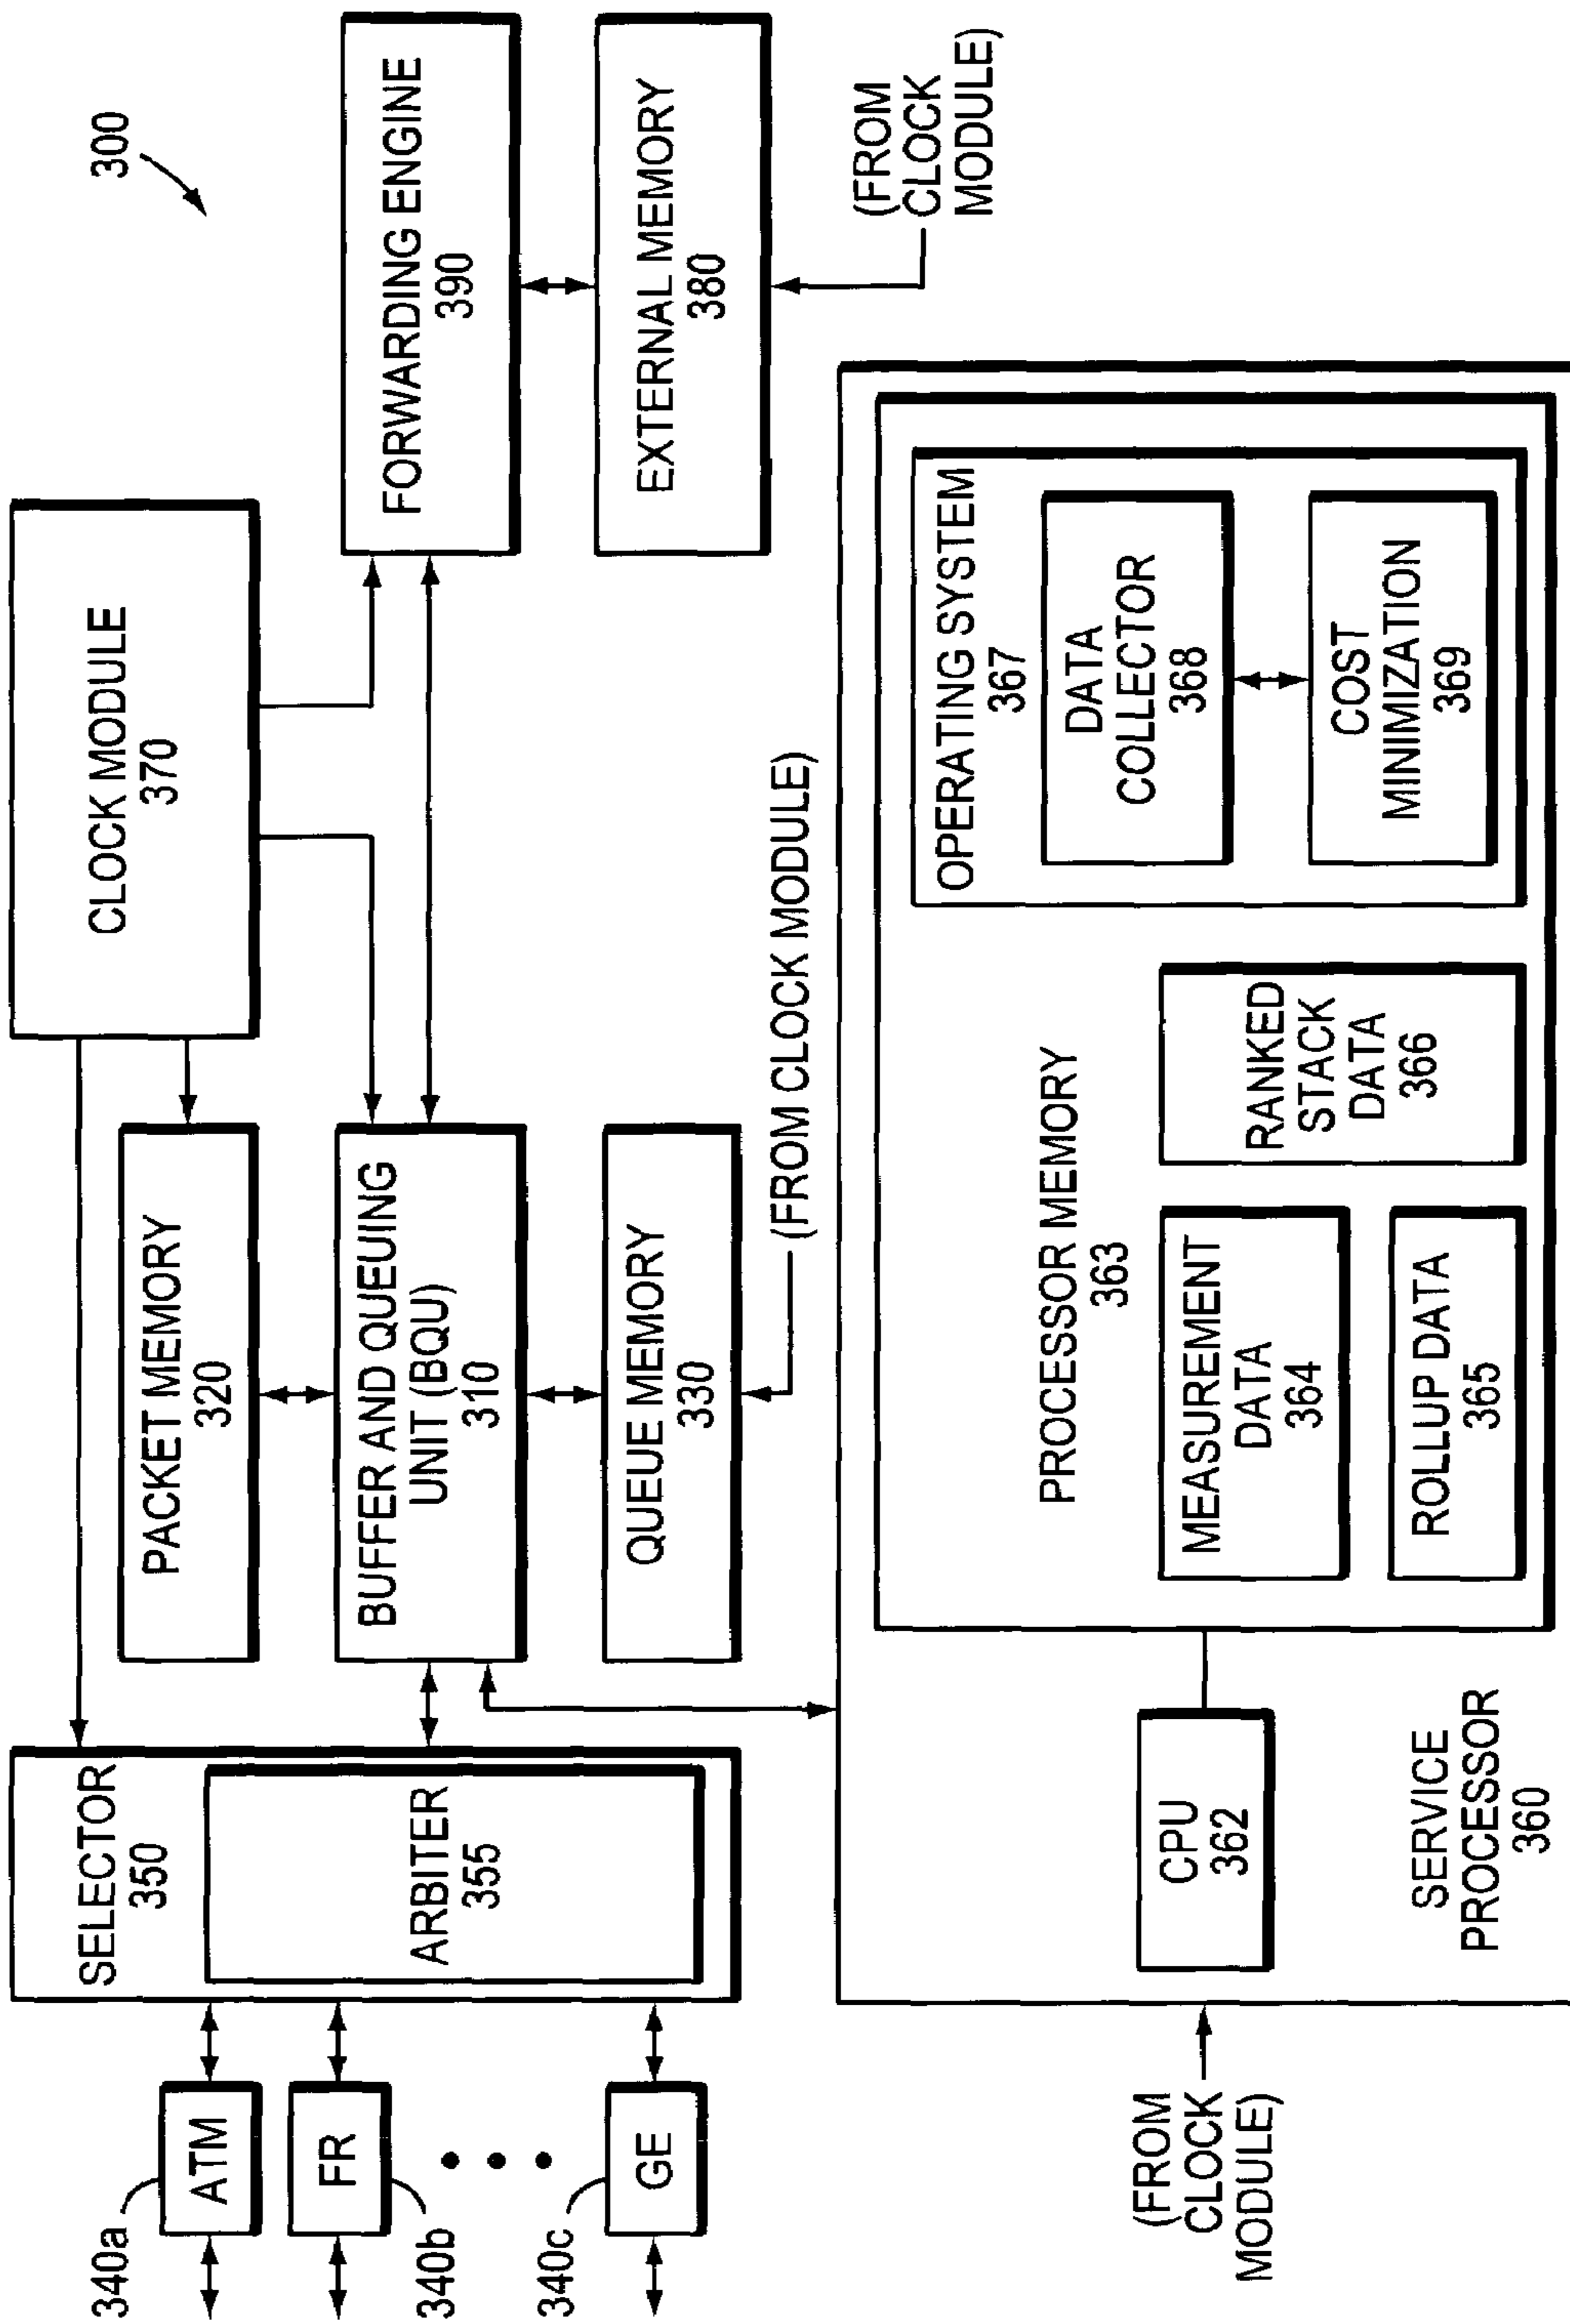 300
CLOCK MODULE
370
SELECTOR
350
ARBITER
355
340a
ATM
340b
FR
340c
GE
PACKET MEMORY
320
BUFFER AND QUEUING
UNIT (BQU)
310
QUEUE MEMORY
330
(FROM CLOCK MODULE)
FORWARDING ENGINE
390
EXTERNAL MEMORY
380
(FROM
CLOCK
MODULE)
(FROM
CLOCK
MODULE)
CPU
362
SERVICE
PROCESSOR
360
PROCESSOR MEMORY
363
MEASUREMENT
DATA
364
ROLLUP DATA
365
RANKED
STACK
DATA
366
OPERATING SYSTEM
367
DATA
COLLECTOR
368
COST
MINIMIZATION
369